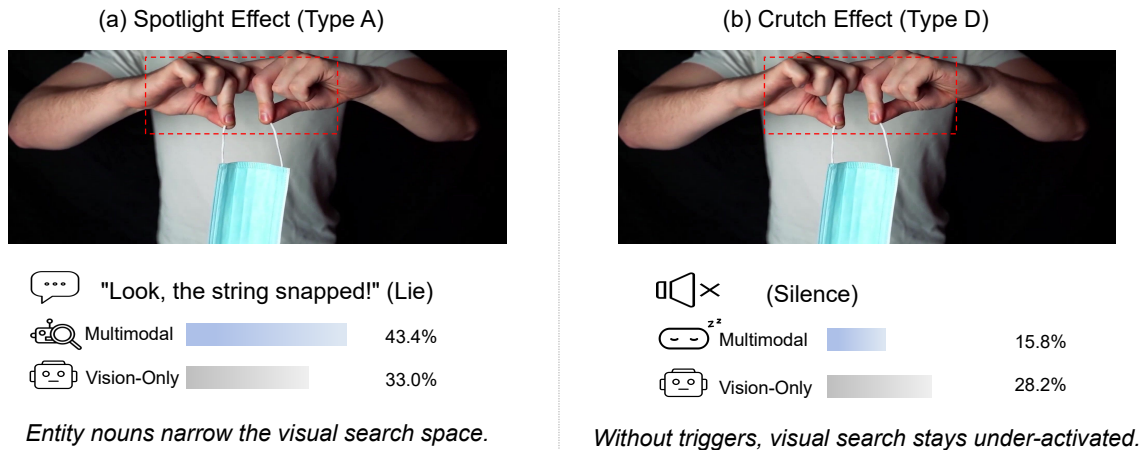 (a) Spotlight Effect (Type A)
"Look, the string snapped!" (Lie)
Multimodal 43.4%
Vision-Only 33.0%
Entity nouns narrow the visual search space.
(b) Crutch Effect (Type D)
(Silence)
z z
Multimodal 15.8%
Vision-Only 28.2%
Without triggers, visual search stays under-activated.